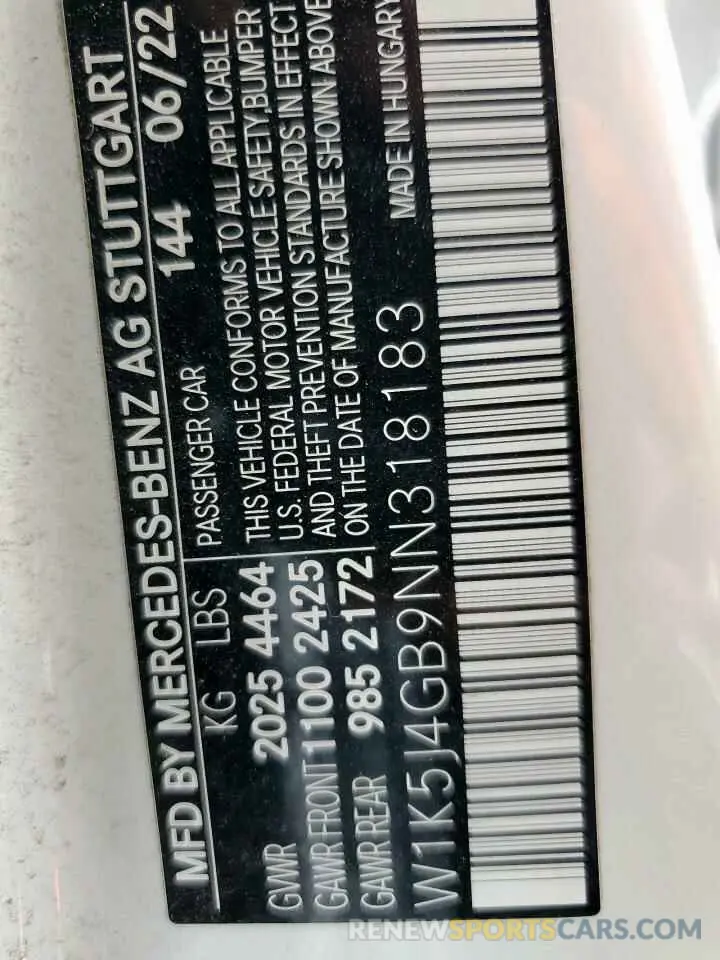 MFD BY MERCEDES-BENZ AG STUTTGART
144 06/22
KG LBS PASSENGER CAR
GVWR 2025 4464 THIS VEHICLE CONFORMS TO ALL APPLICABLE
GAWR FRONT 1100 2425 U.S. FEDERAL MOTOR VEHICLE SAFETY,BUMPER
GAWR REAR 985 2172 AND THEFT PREVENTION STANDARDS IN EFFECT
ON THE DATE OF MANUFACTURE SHOWN ABOVE
MADE IN HUNGARY
W1K5J4GB9NN318183
RENEWSPORTSCARS.COM